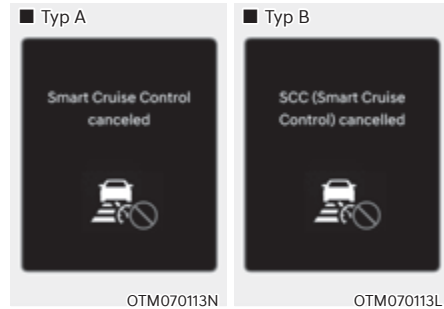 ■ Typ A
Smart Cruise Control
canceled
OTM070113N
■ Typ B
SCC (Smart Cruise
Control) cancelled
OTM070113L